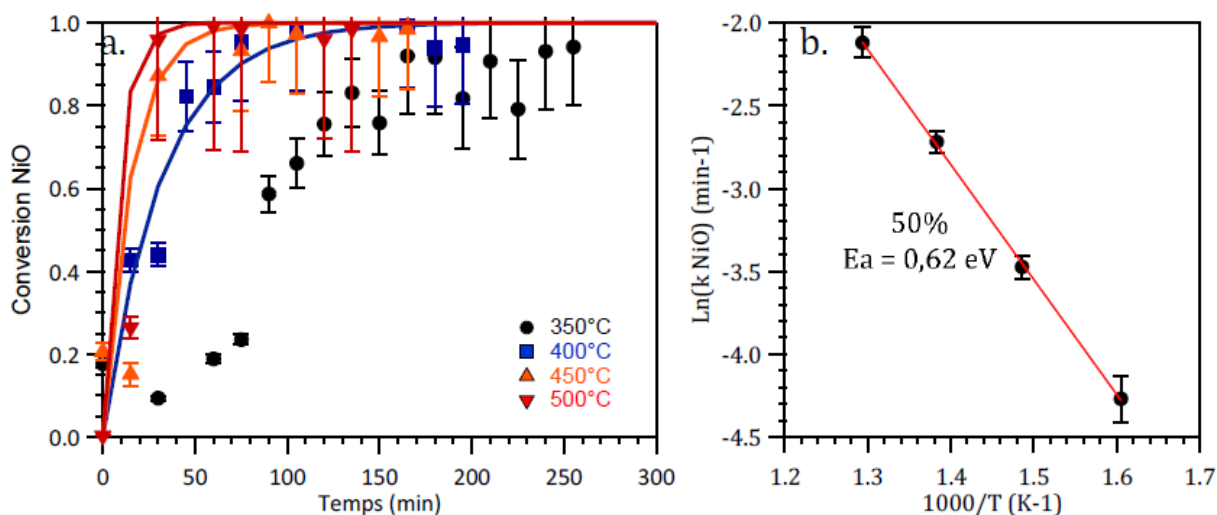 a.
Conversion NiO
1.0
0.8
0.6
0.4
0.2
0.0
350°C
400°C
450°C
500°C
0
50
100
150
200
250
300
Temps (min)
b.
Ln(k NiO) (min-1)
-2.0
-2.5
-3.0
-3.5
-4.0
-4.5
50%
Ea = 0,62 eV
1.2
1.3
1.4
1.5
1.6
1.7
1000/T (K-1)